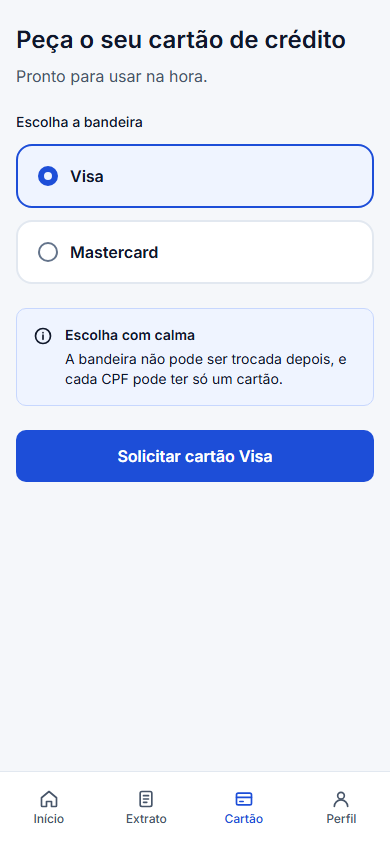 Peça o seu cartão de crédito
Pronto para usar na hora.
Escolha a bandeira
Visa
Mastercard
Escolha com calma
A bandeira não pode ser trocada depois, e
cada CPF pode ter só um cartão.
Solicitar cartão Visa
Início
Extrato
Cartão
Perfil